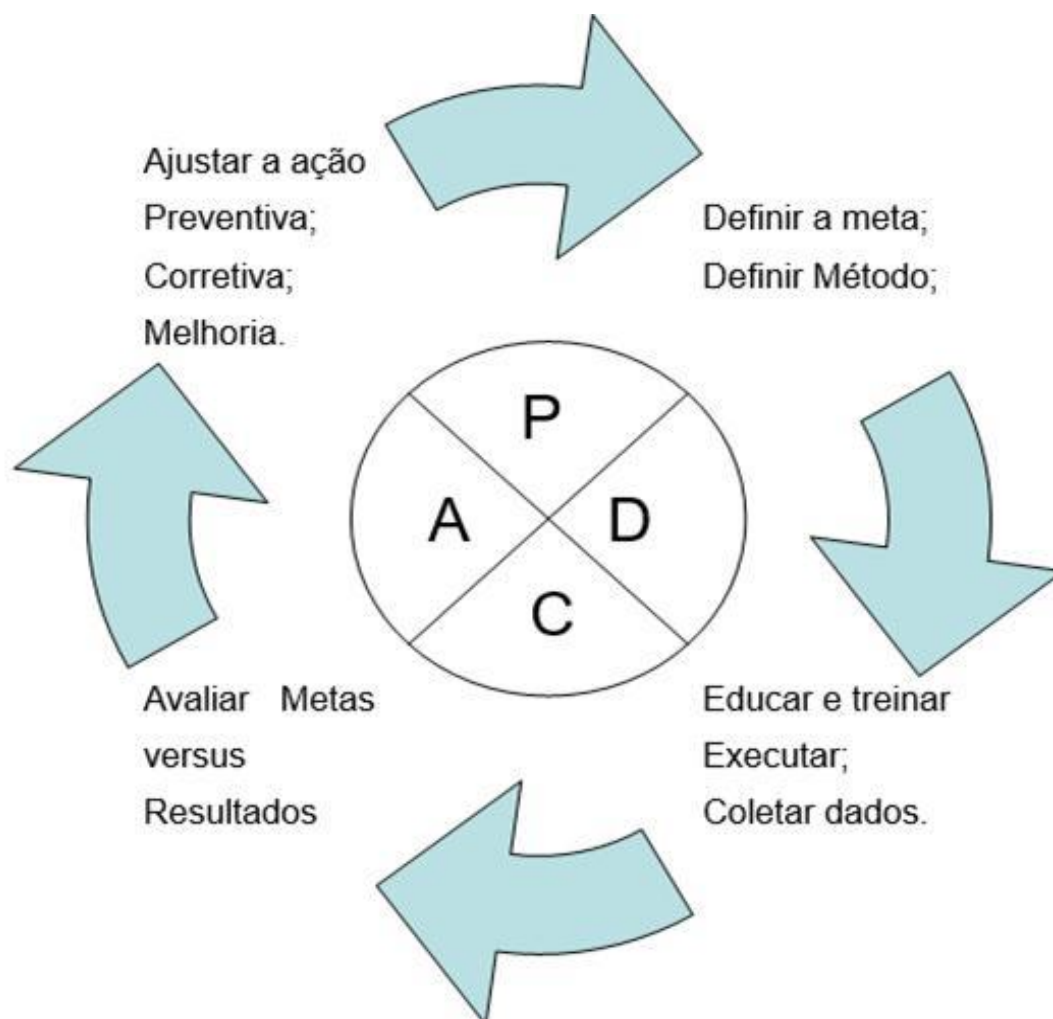 Ajustar a ação
Preventiva;
Corretiva;
Melhoria.
Definir a meta;
Definir Método;
P
A
D
C
Avaliar Metas
versus
Resultados
Educar e treinar
Executar;
Coletar dados.